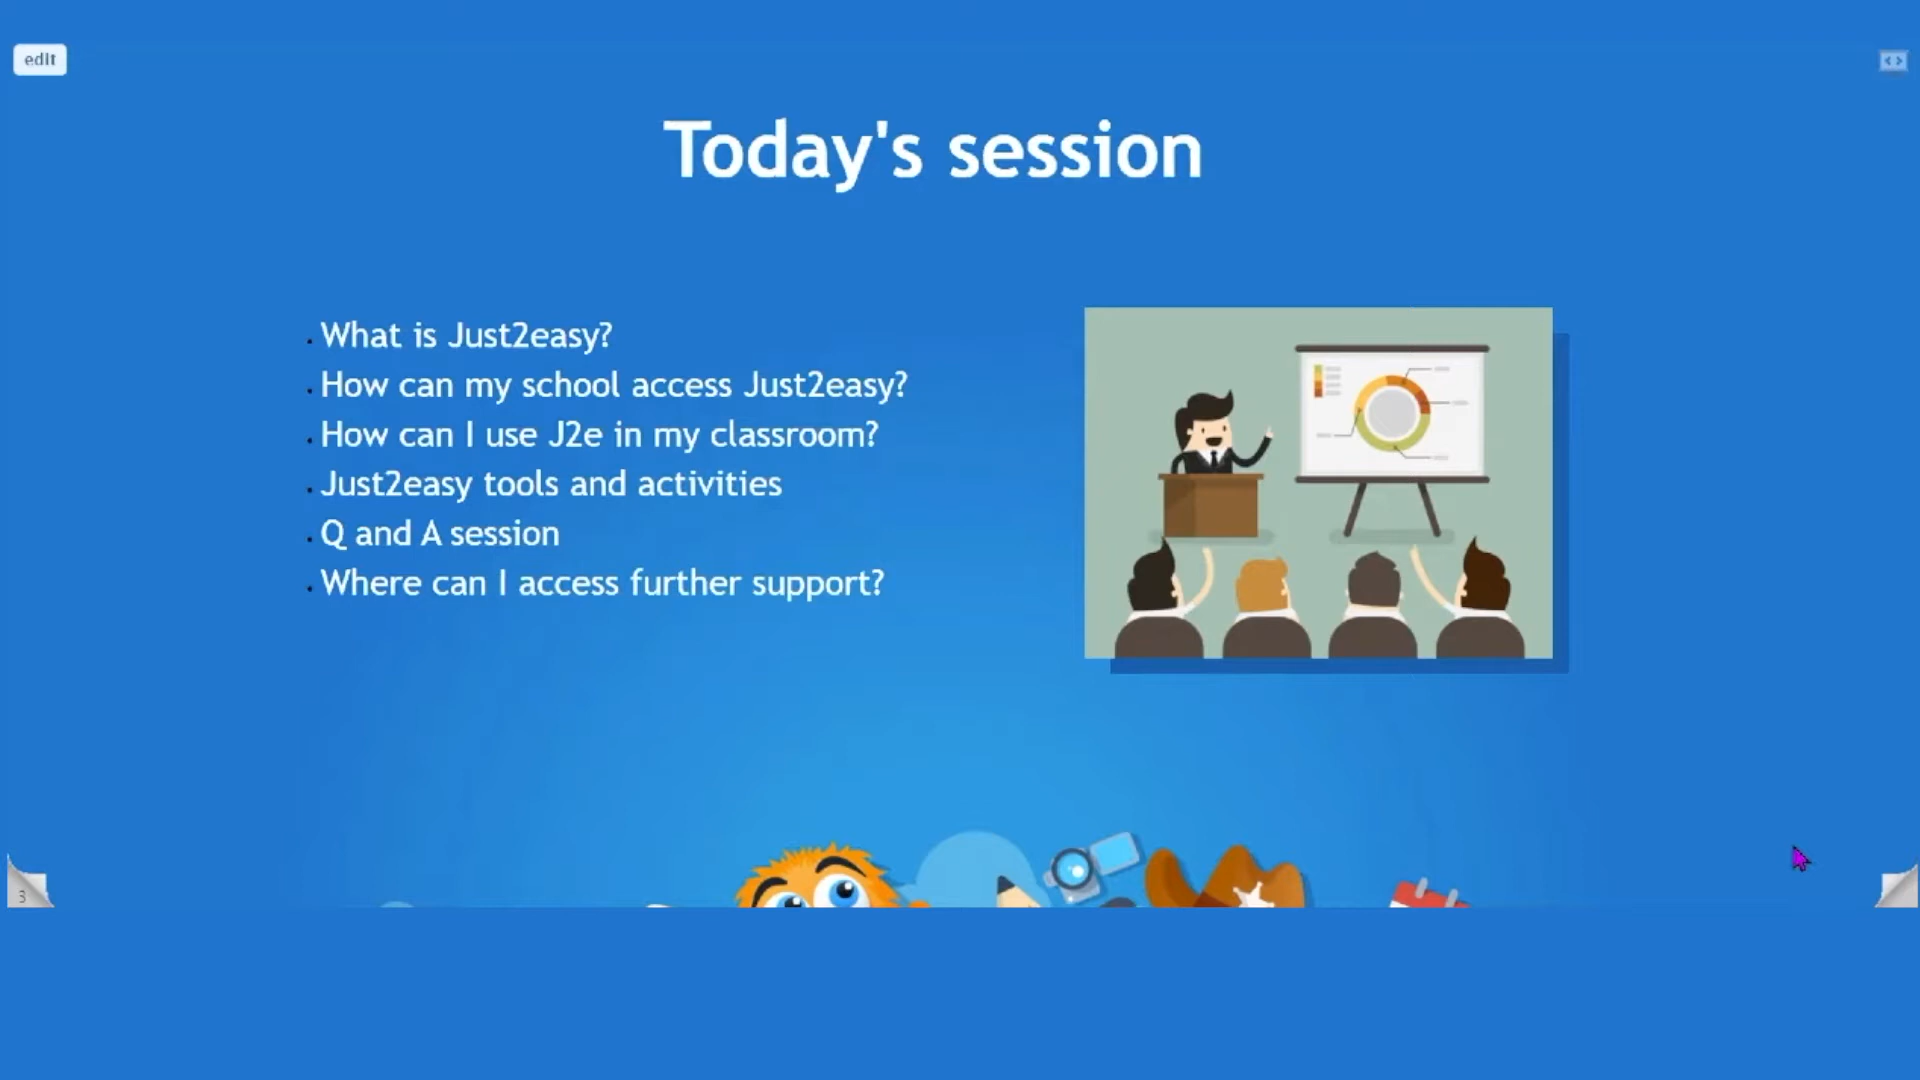 edit
Today's session
What is Just2easy?
How can my school access Just2easy?
How can I use J2e in my classroom?
Just2easy tools and activities
Q and A session
Where can I access further support?
3